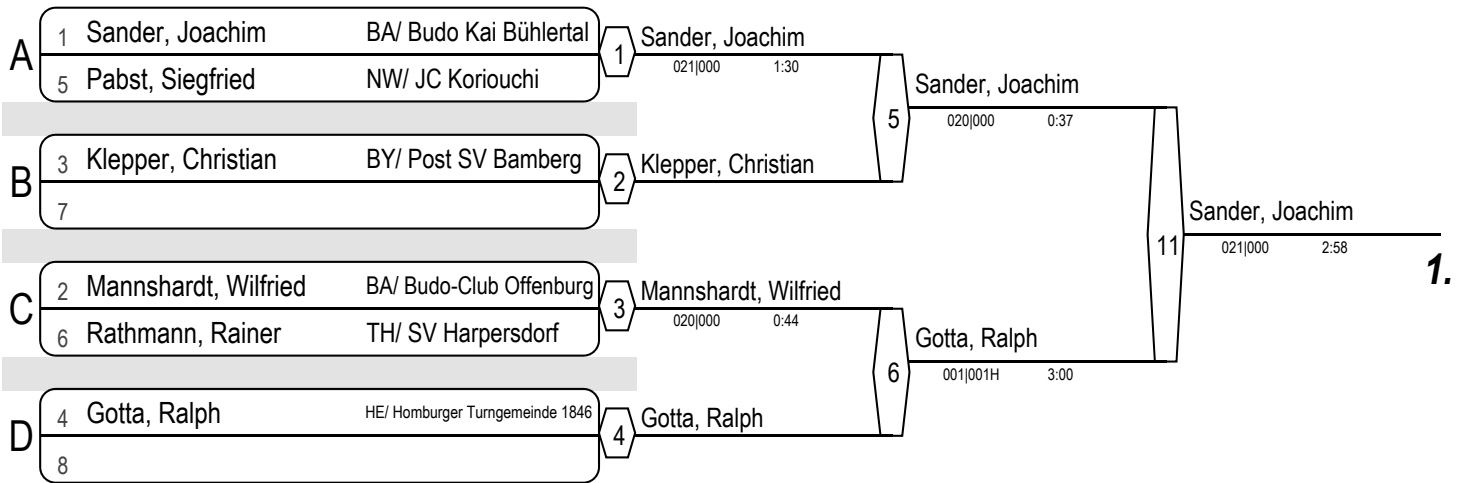 A
1 Sander, Joachim BA/ Budo Kai Bühlertal
5 Pabst, Siegfried NW/ JC Koriouchi
1
Sander, Joachim
021|000 1:30
B
3 Klepper, Christian BY/ Post SV Bamberg
7
2
Klepper, Christian
5
Sander, Joachim
020|000 0:37
C
2 Mannshardt, Wilfried BA/ Budo-Club Offenburg
6 Rathmann, Rainer TH/ SV Harpersdorf
3
Mannshardt, Wilfried
020|000 0:44
D
4 Gotta, Ralph HE/ Homburger Turngemeinde 1846
8
4
Gotta, Ralph
6
Gotta, Ralph
001|001H 3:00
11
Sander, Joachim
021|000 2:58
1.